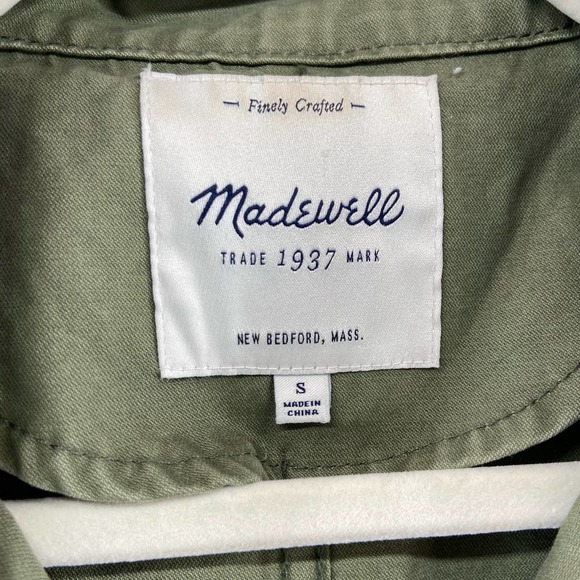 Finely Crafted
Madewell
TRADE 1937 MARK
NEW BEDFORD, MASS.
S
MADE IN
CHINA